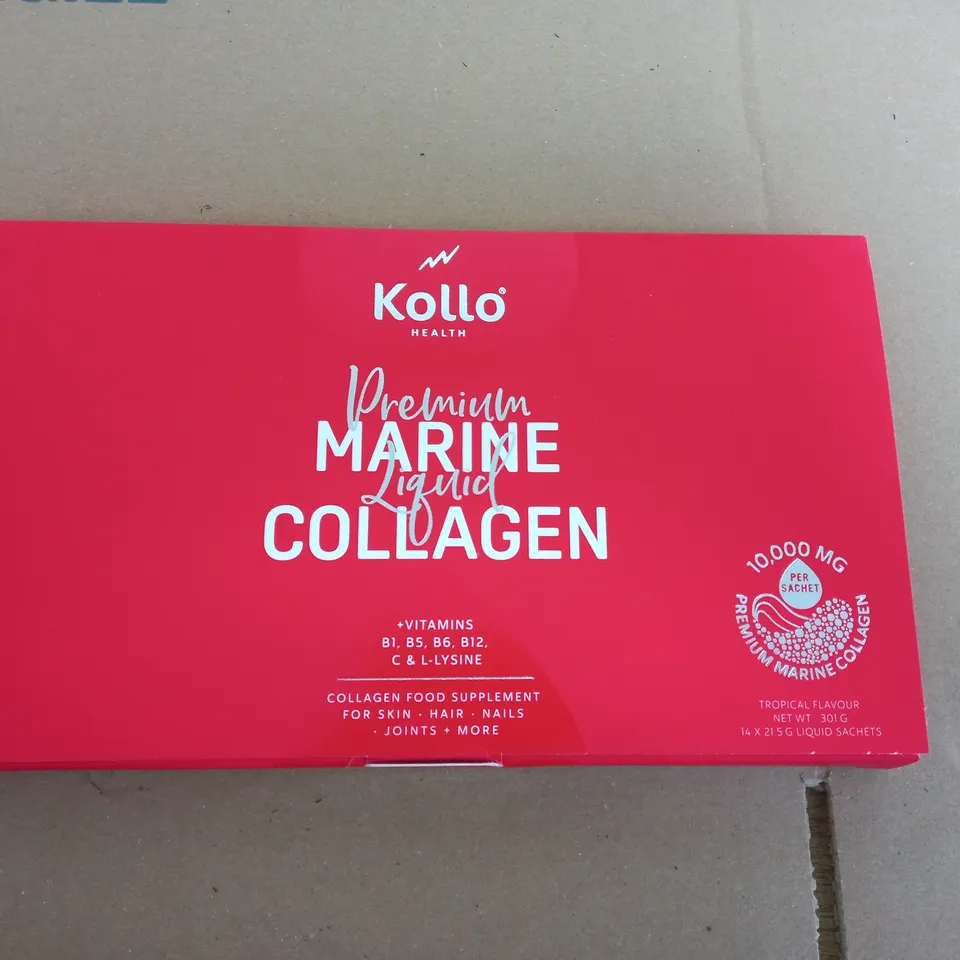 Kollo®
HEALTH
Premium
MARINE
Liquid
COLLAGEN
+VITAMINS
B1, B5, B6, B12,
C & L-LYSINE
COLLAGEN FOOD SUPPLEMENT
FOR SKIN · HAIR · NAILS
· JOINTS + MORE
10,000 MG
PER
SACHET
PREMIUM MARINE COLLAGEN
TROPICAL FLAVOUR
NET WT 301 G
14 X 21.5 G LIQUID SACHETS